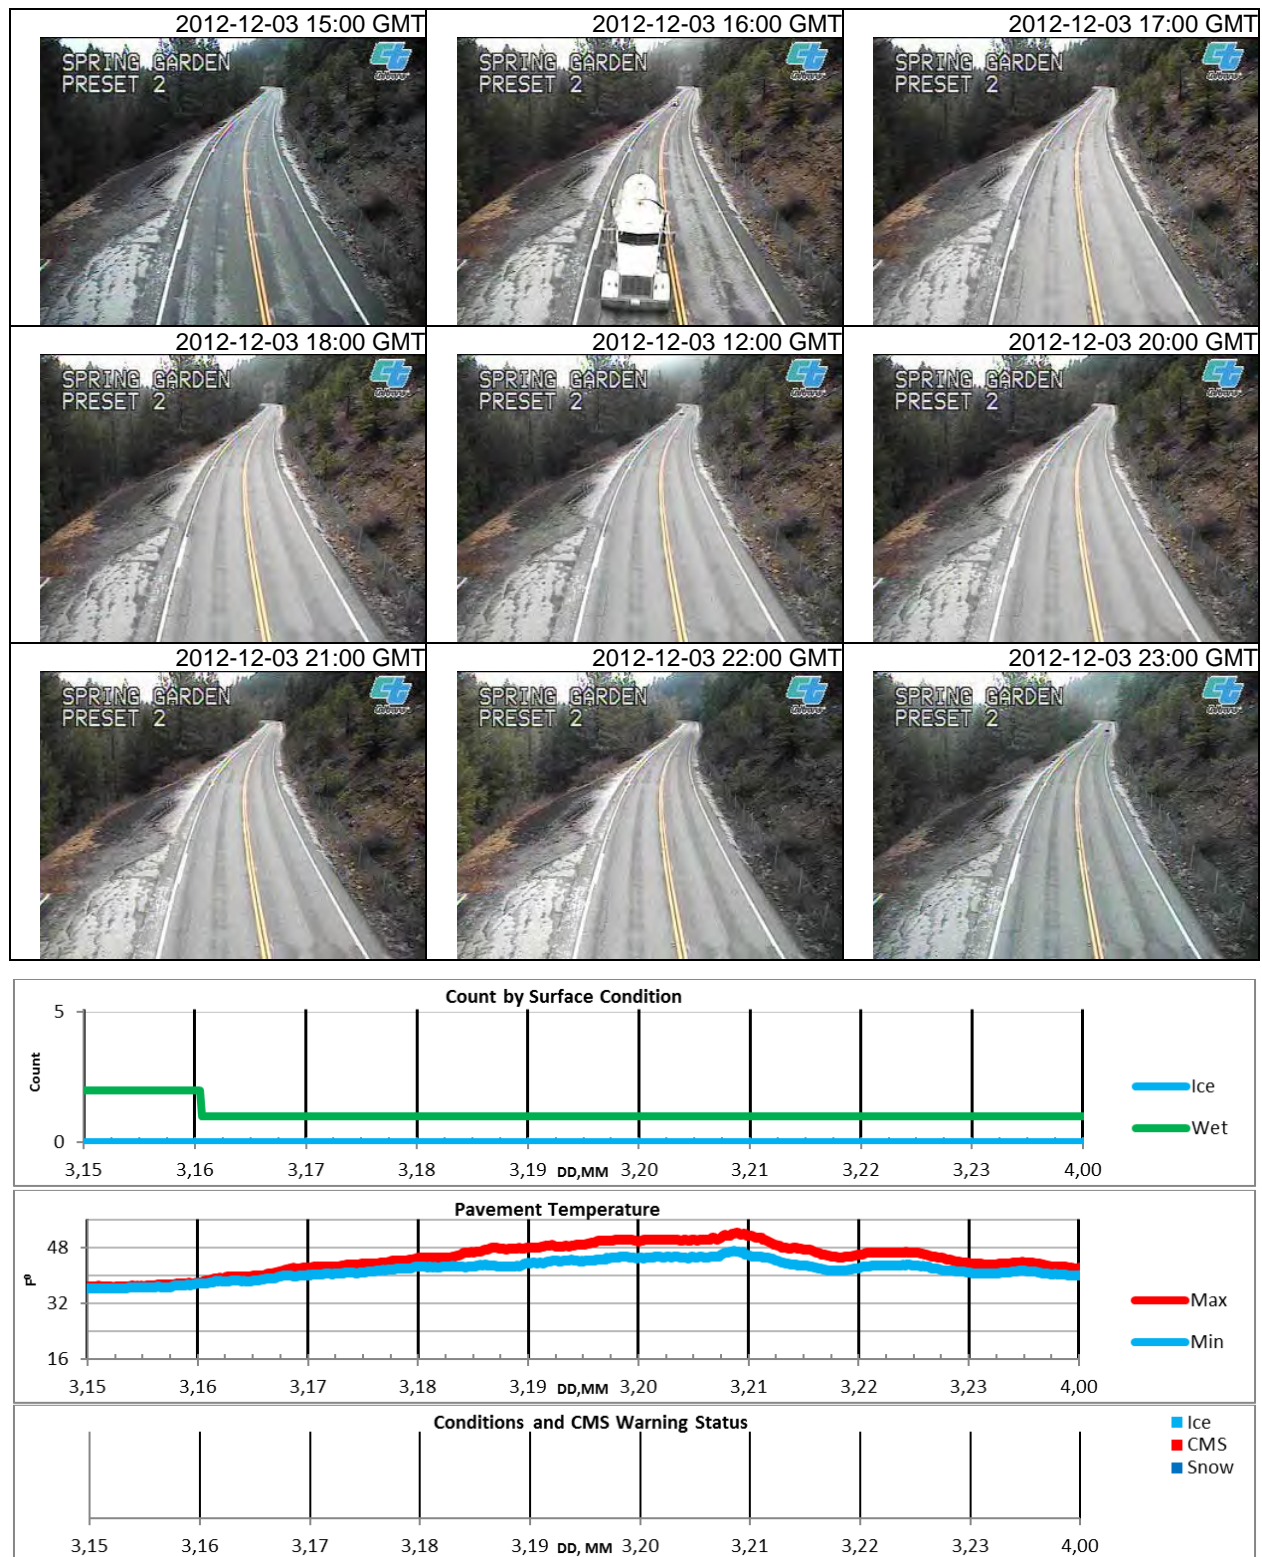 2012-12-03 15:00 GMT
2012-12-03 16:00 GMT
2012-12-03 17:00 GMT
SPRING GARDEN
PRESET 2
SPRING GARDEN
PRESET 2
SPRING GARDEN
PRESET 2
2012-12-03 18:00 GMT
2012-12-03 12:00 GMT
2012-12-03 20:00 GMT
SPRING GARDEN
PRESET 2
SPRING GARDEN
PRESET 2
SPRING GARDEN
PRESET 2
2012-12-03 21:00 GMT
2012-12-03 22:00 GMT
2012-12-03 23:00 GMT
SPRING GARDEN
PRESET 2
SPRING GARDEN
PRESET 2
SPRING GARDEN
PRESET 2
Count by Surface Condition
5
Count
0
Ice
Wet
3,15 3,16 3,17 3,18 3,19 DD,MM 3,20 3,21 3,22 3,23 4,00
Pavement Temperature
48
Fº
32
16
Max
Min
3,15 3,16 3,17 3,18 3,19 DD,MM 3,20 3,21 3,22 3,23 4,00
Conditions and CMS Warning Status
Ice
CMS
Snow
3,15 3,16 3,17 3,18 3,19 DD, MM 3,20 3,21 3,22 3,23 4,00